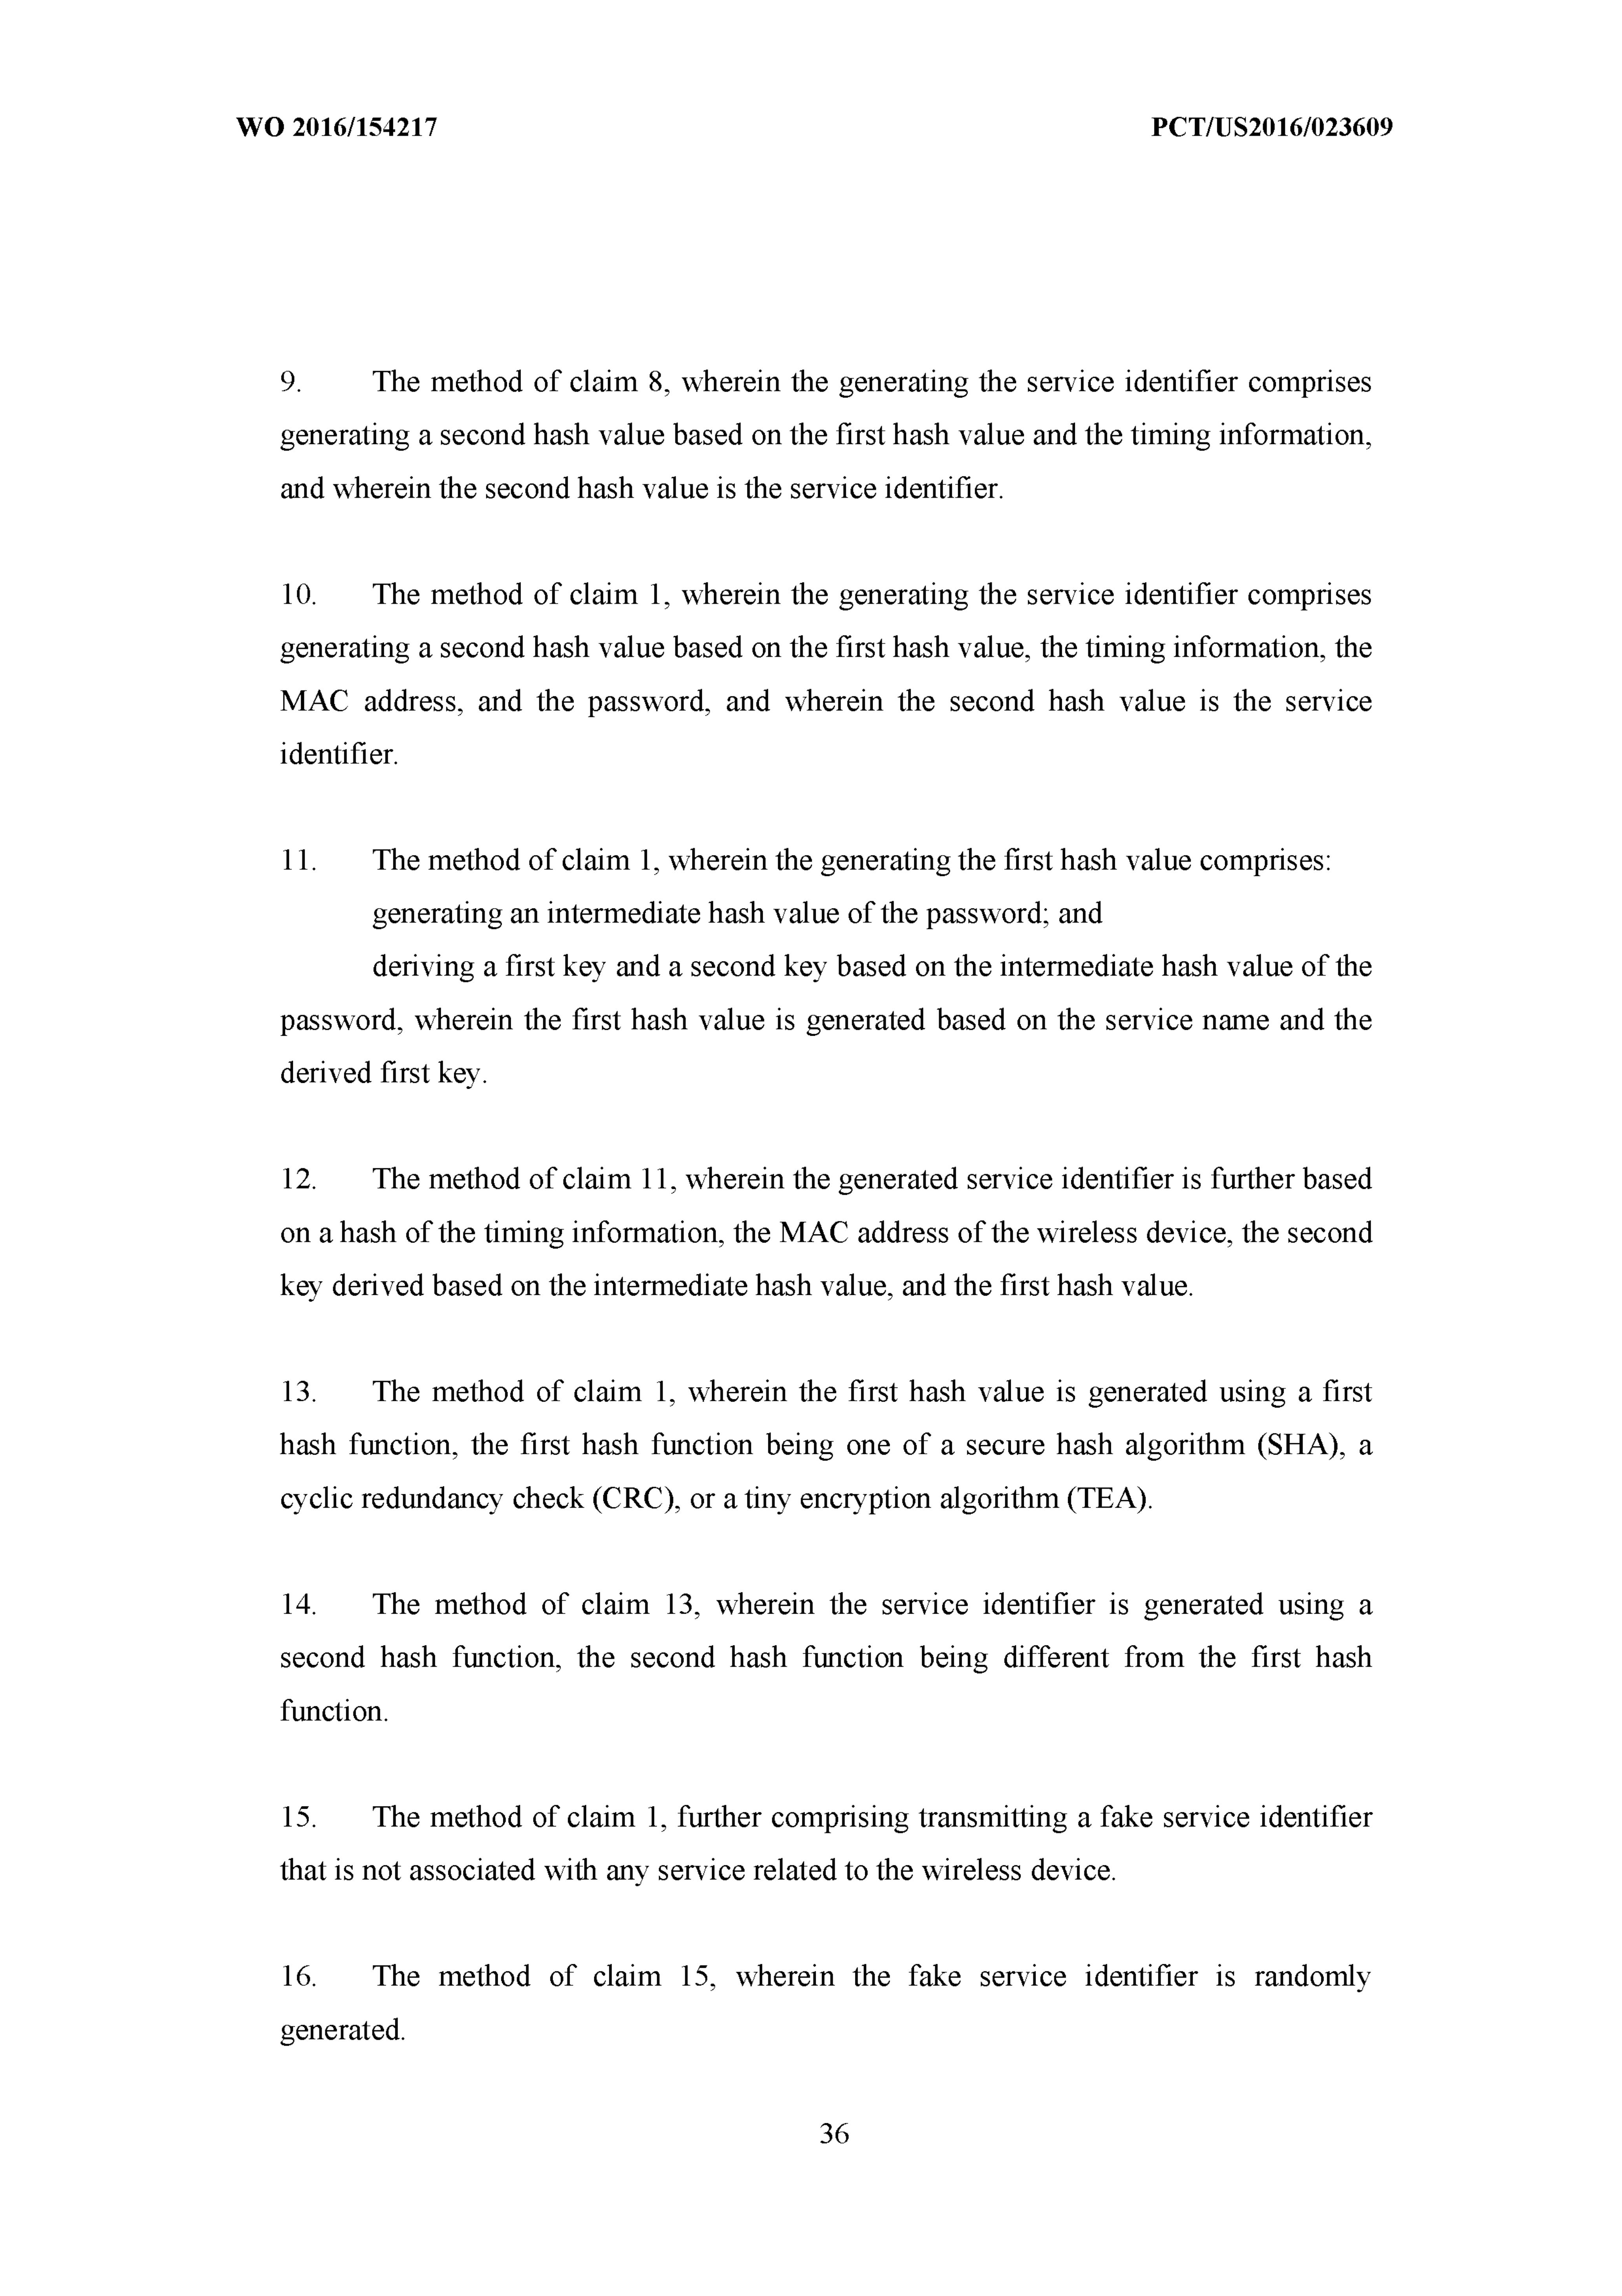 WO 2016/154217 PCT/US2016/023609
9. The method of claim 8, wherein the generating the service identifier comprises
generating a second hash value based on the first hash value and the timing information,
and wherein the second hash value is the service identifier.
10. The method of claim 1, wherein the generating the service identifier comprises
generating a second hash value based on the first hash value, the timing information, the
MAC address, and the password, and wherein the second hash value is the service
identifier.
11. The method of claim 1, wherein the generating the first hash value comprises:
generating an intermediate hash value of the password; and
deriving a first key and a second key based on the intermediate hash value of the
password, wherein the first hash value is generated based on the service name and the
derived first key.
12. The method of claim 11, wherein the generated service identifier is further based
on a hash of the timing information, the MAC address of the wireless device, the second
key derived based on the intermediate hash value, and the first hash value.
13. The method of claim 1, wherein the first hash value is generated using a first
hash function, the first hash function being one of a secure hash algorithm (SHA), a
cyclic redundancy check (CRC), or a tiny encryption algorithm (TEA).
14. The method of claim 13, wherein the service identifier is generated using a
second hash function, the second hash function being different from the first hash
function.
15. The method of claim 1, further comprising transmitting a fake service identifier
that is not associated with any service related to the wireless device.
16. The method of claim 15, wherein the fake service identifier is randomly
generated.
36